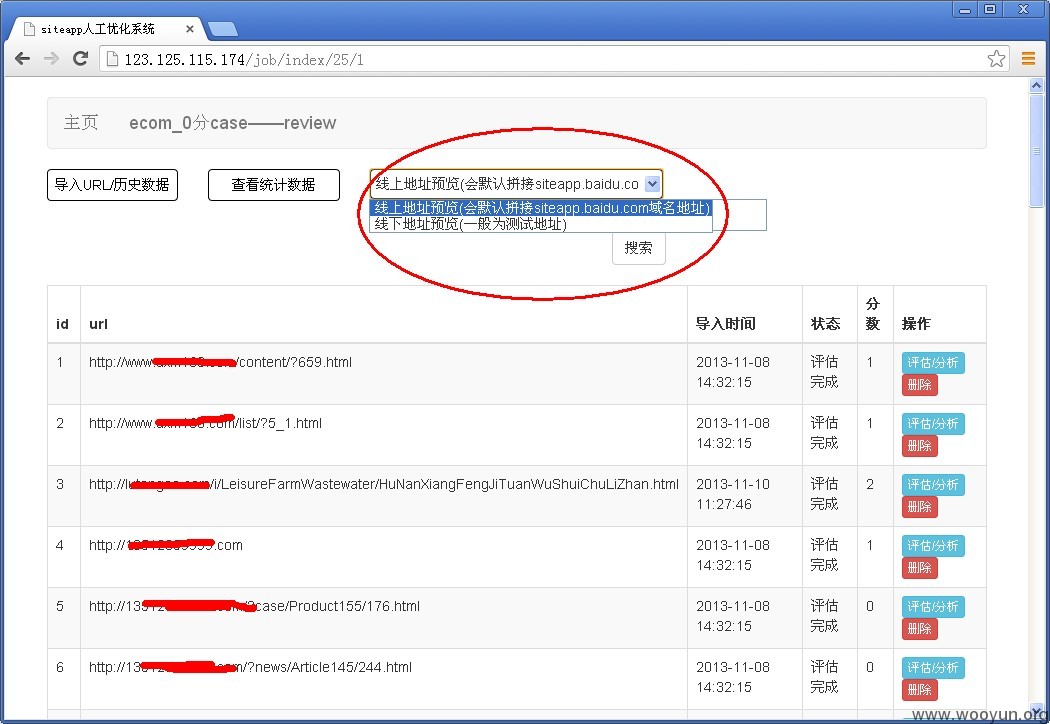 siteapp人工优化系统
123.125.115.174/job/index/25/1
主页 ecom_0分case——review
导入URL/历史数据 查看统计数据 线上地址预览(会默认拼接siteapp.baidu.co
线上地址预览(会默认拼接siteapp.baidu.com域名地址)
线下地址预览(一般为测试地址)
搜索
id url 导入时间 状态 分数 操作
1 http://www. /content/?659.html 2013-11-08 14:32:15 评估完成 1 评估/分析 删除
2 http://www. .com/list/?5_1.html 2013-11-08 14:32:15 评估完成 1 评估/分析 删除
3 http:// /i/LeisureFarmWastewater/HuNanXiangFengJiTuanWuShuiChuLiZhan.html 2013-11-10 11:27:46 评估完成 2 评估/分析 删除
4 http:// .com 2013-11-08 14:32:15 评估完成 1 评估/分析 删除
5 http://13 ?case/Product155/176.html 2013-11-08 14:32:15 评估完成 0 评估/分析 删除
6 http://13 /?news/Article145/244.html 2013-11-08 14:32:15 评估完成 0 评估/分析 删除
www.wooyun.org